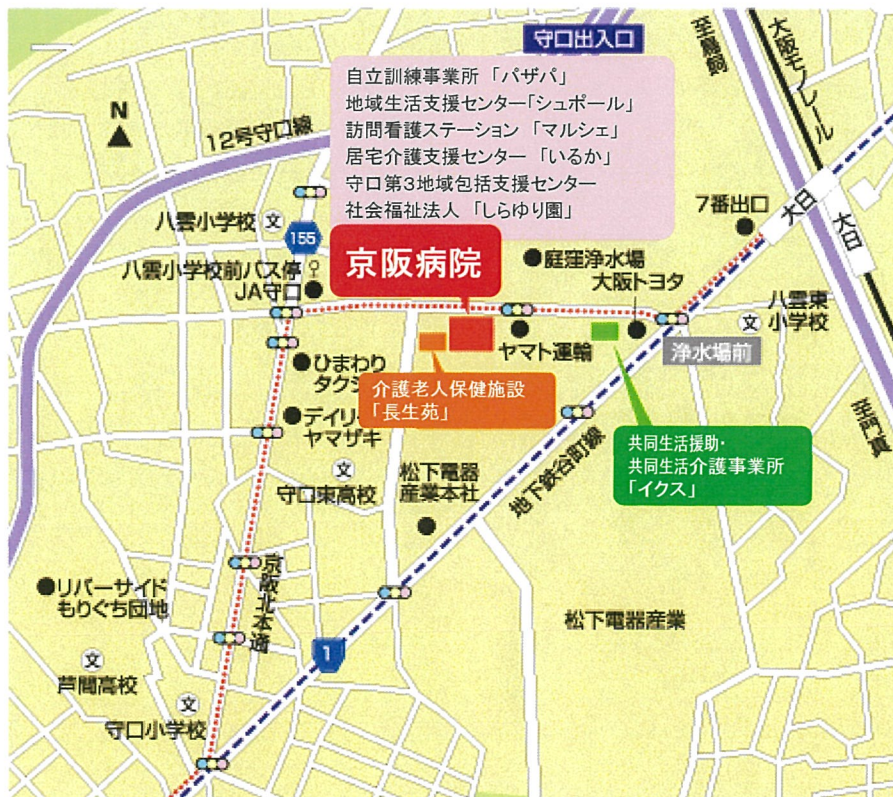 守口出入口
至鳥飼
大阪モノレール
自立訓練事業所 「パザパ」
地域生活支援センター「シュポール」
訪問看護ステーション 「マルシェ」
居宅介護支援センター 「いるか」
守口第3地域包括支援センター
社会福祉法人 「しらゆり園」
N
12号守口線
7番出口
大日
大日
八雲小学校
文
155
京阪病院
庭窪浄水場
大阪トヨタ
八雲小学校前バス停
JA守口
八雲東
小学校
文
ヤマト運輸
浄水場前
ひまわり
タクシ
介護老人保健施設
「長生苑」
至門真
デイリー
ヤマザキ
共同生活援助・
共同生活介護事業所
「イクス」
地下鉄谷町線
文
守口東高校
松下電器
産業本社
京阪北本通
リバーサイド
もりぐち団地
松下電器産業
1
文
芦間高校
文
守口小学校